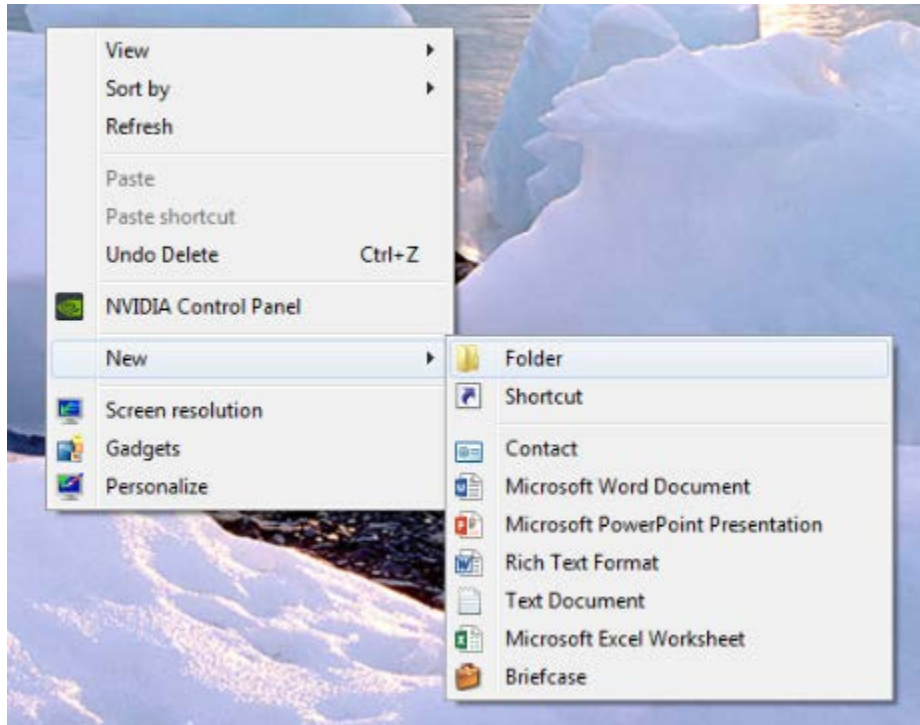 View
Sort by
Refresh
Paste
Paste shortcut
Undo Delete Ctrl+Z
NVIDIA Control Panel
New
Screen resolution
Gadgets
Personalize
Folder
Shortcut
Contact
Microsoft Word Document
Microsoft PowerPoint Presentation
Rich Text Format
Text Document
Microsoft Excel Worksheet
Briefcase